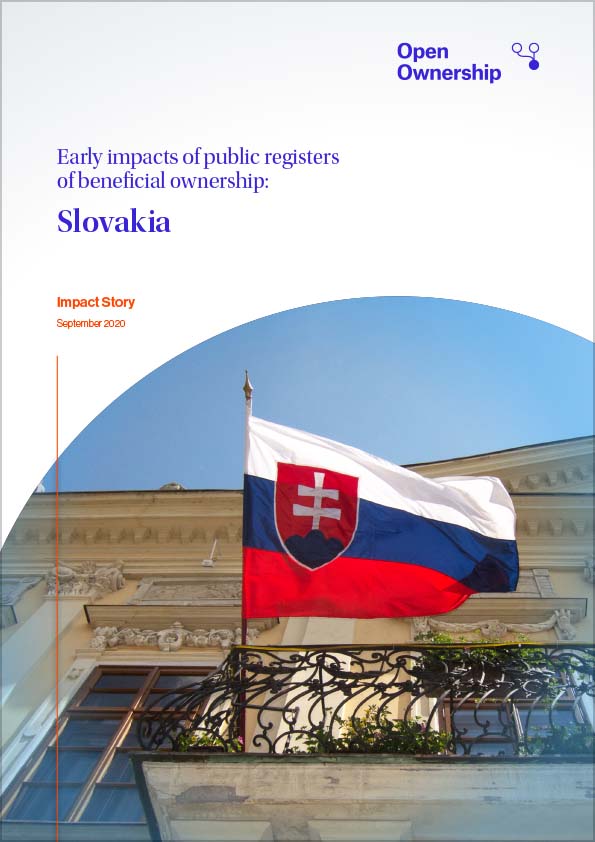 Open
Ownership
Early impacts of public registers
of beneficial ownership:
Slovakia
Impact Story
September 2020